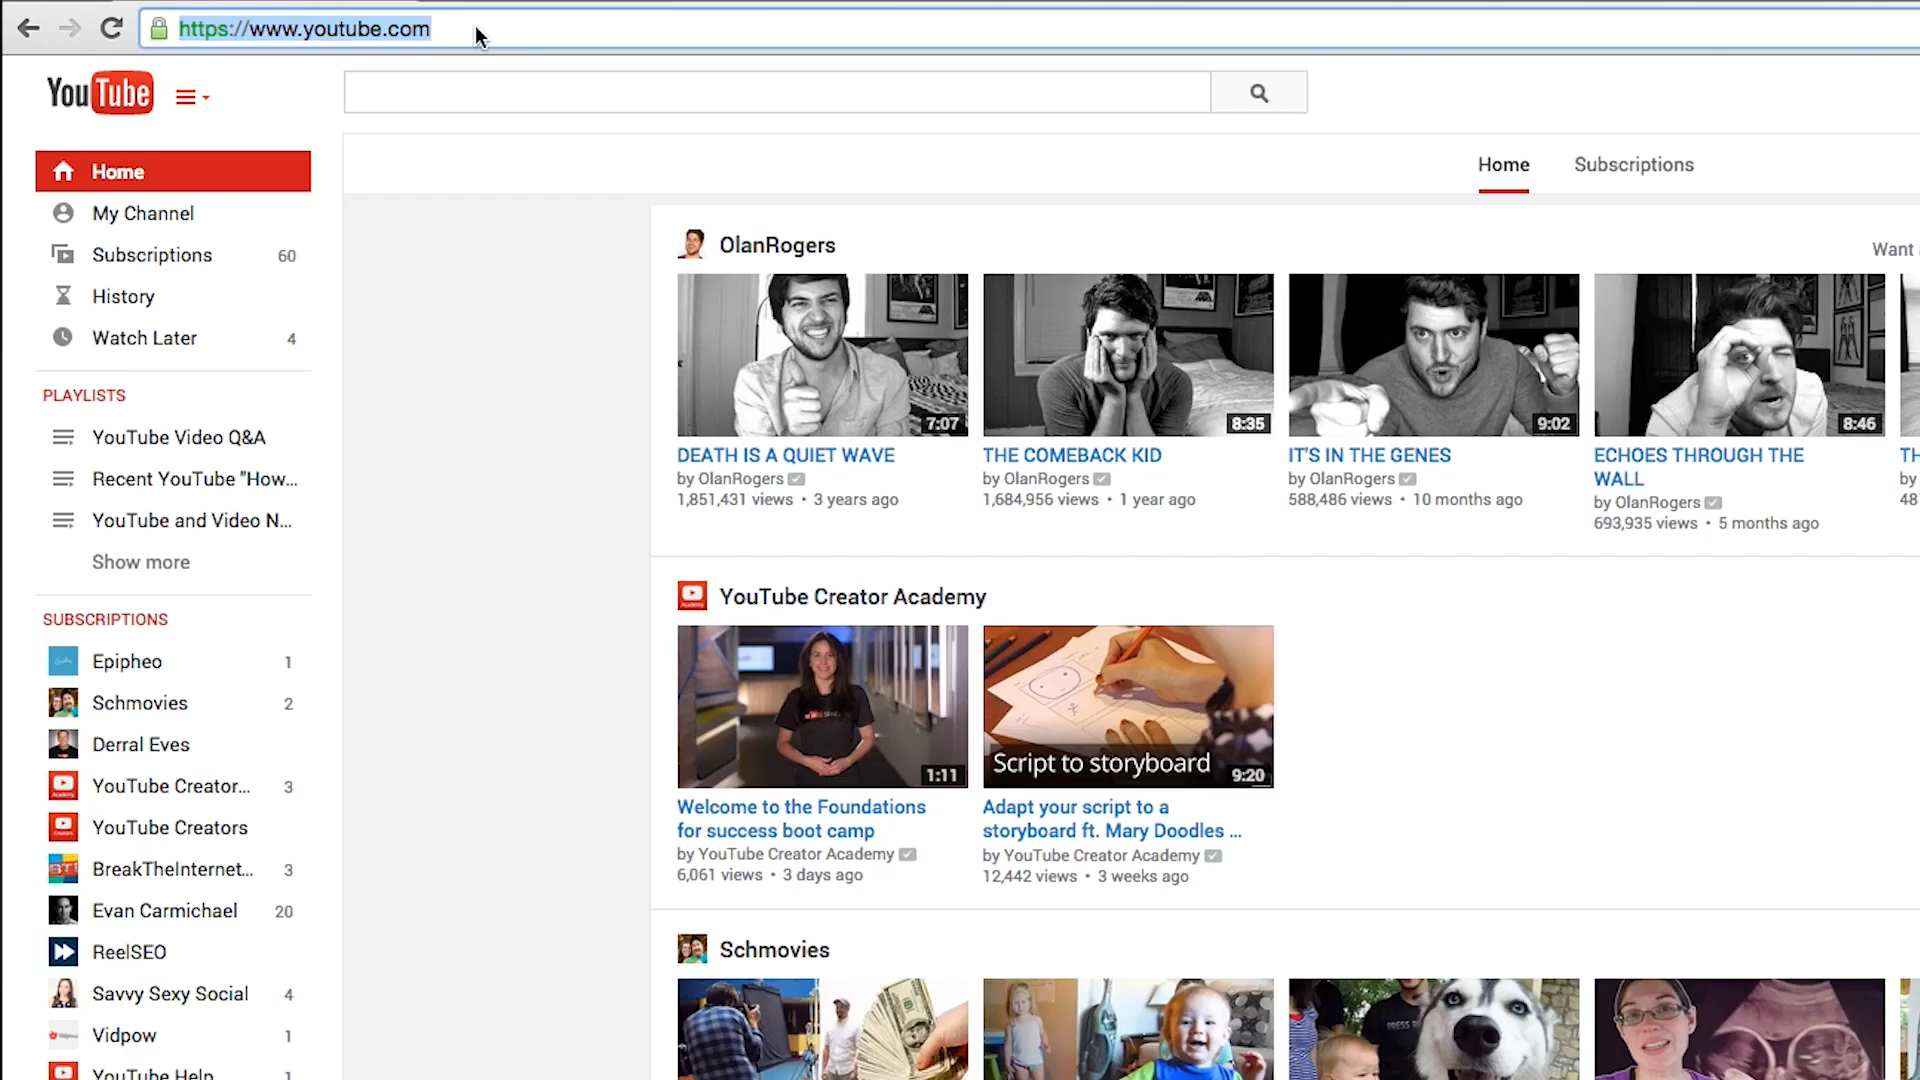 https://www.youtube.com
YouTube
Home
My Channel
Subscriptions 60
History
Watch Later 4
PLAYLISTS
YouTube Video Q&A
Recent YouTube "How...
YouTube and Video N...
Show more
SUBSCRIPTIONS
Epipheo 1
Schmovies 2
Derral Eves
YouTube Creator... 3
YouTube Creators
BreakTheInternet... 3
Evan Carmichael 20
ReelSEO
Savvy Sexy Social 4
Vidpow 1
YouTube Help 1
Home Subscriptions
OlanRogers
Want
7:07
DEATH IS A QUIET WAVE
by OlanRogers
1,851,431 views • 3 years ago
8:35
THE COMEBACK KID
by OlanRogers
1,684,956 views • 1 year ago
9:02
IT'S IN THE GENES
by OlanRogers
588,486 views • 10 months ago
8:46
ECHOES THROUGH THE
WALL
by OlanRogers
693,935 views • 5 months ago
TH
by
48
YouTube Creator Academy
1:11
Welcome to the Foundations
for success boot camp
by YouTube Creator Academy
6,061 views • 3 days ago
Script to storyboard
9:20
Adapt your script to a
storyboard ft. Mary Doodles ...
by YouTube Creator Academy
12,442 views • 3 weeks ago
Schmovies